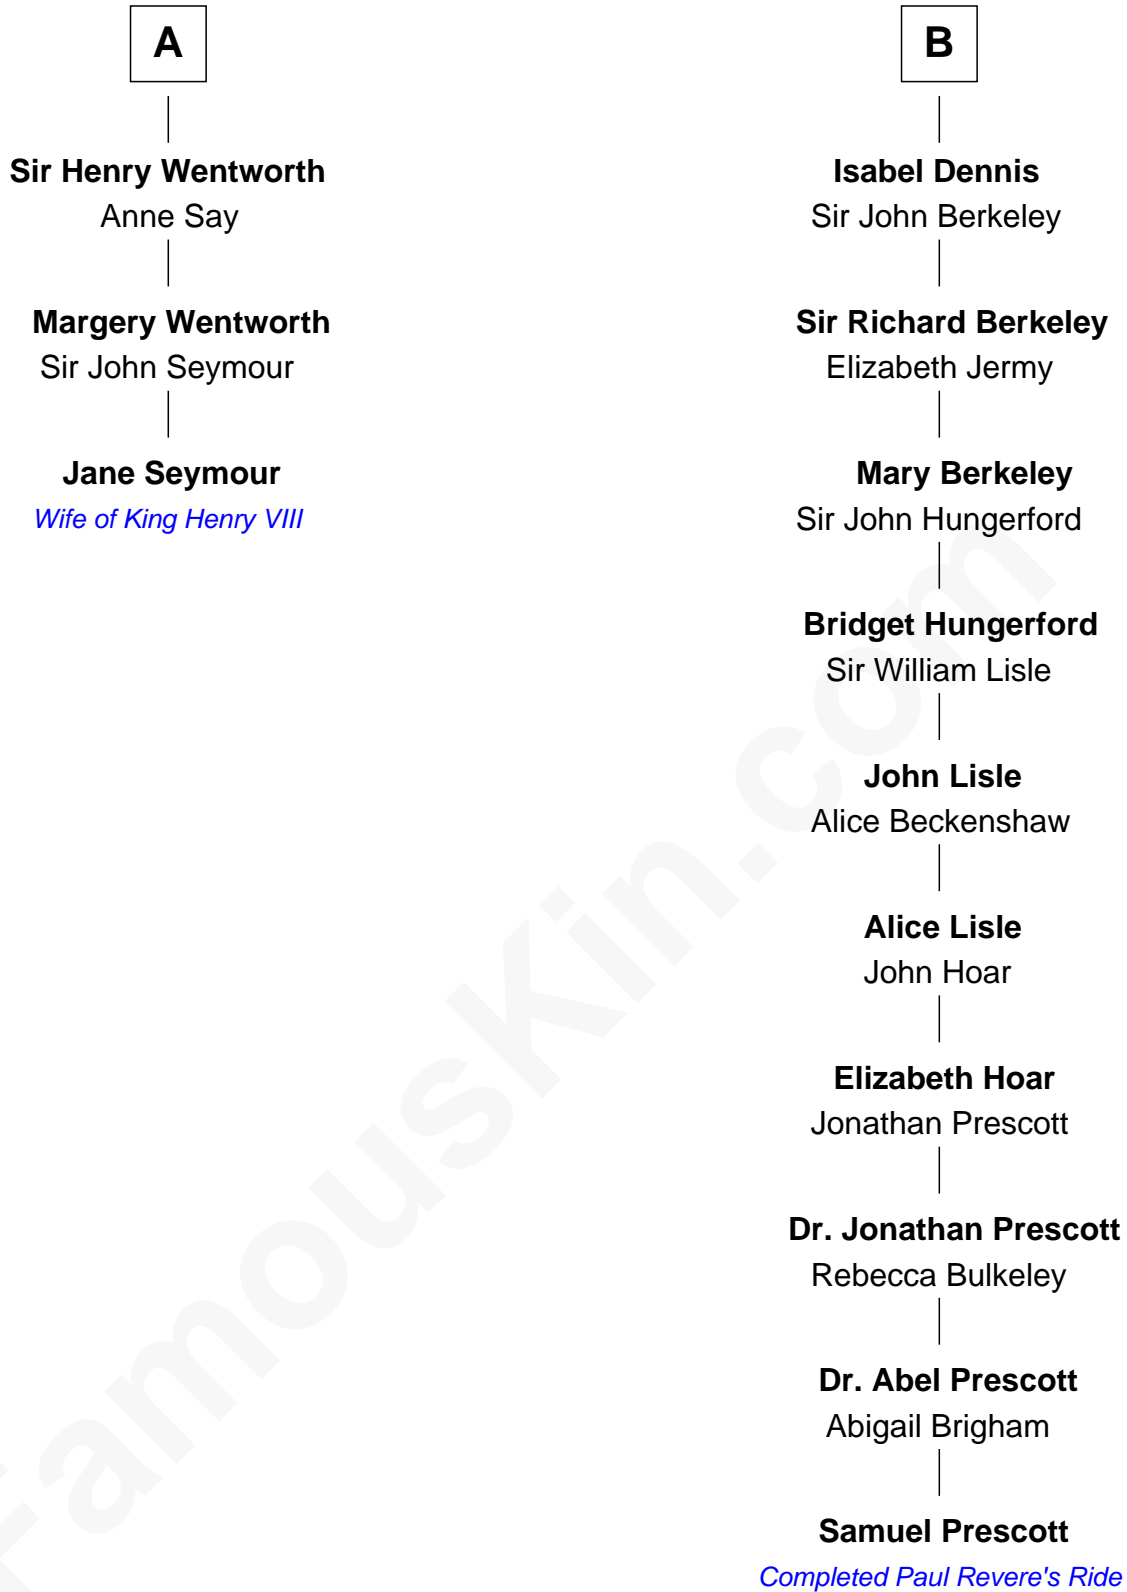 A
Sir Henry Wentworth
Anne Say
Margery Wentworth
Sir John Seymour
Jane Seymour
Wife of King Henry VIII
B
Isabel Dennis
Sir John Berkeley
Sir Richard Berkeley
Elizabeth Jermy
Mary Berkeley
Sir John Hungerford
Bridget Hungerford
Sir William Lisle
John Lisle
Alice Beckenshaw
Alice Lisle
John Hoar
Elizabeth Hoar
Jonathan Prescott
Dr. Jonathan Prescott
Rebecca Bulkeley
Dr. Abel Prescott
Abigail Brigham
Samuel Prescott
Completed Paul Revere's Ride
FamousKin.com